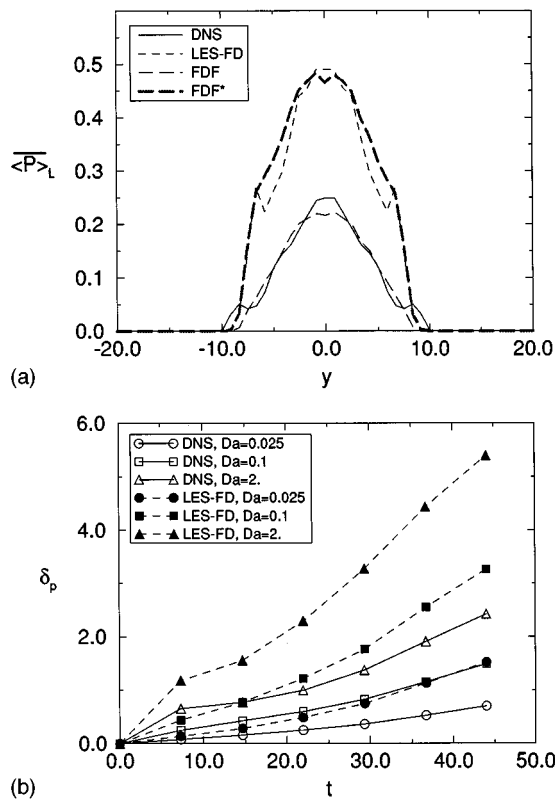 DNS
LES-FD
FDF
FDF*
0.5
0.4
0.3
0.2
0.1
0.0
<P>L
-20.0 -10.0 0.0 10.0 20.0
y
(a)
6.0
4.0
2.0
0.0
DNS, Da=0.025
DNS, Da=0.1
DNS, Da=2.
LES-FD, Da=0.025
LES-FD, Da=0.1
LES-FD, Da=2.
δp
0.0 10.0 20.0 30.0 40.0 50.0
t
(b)